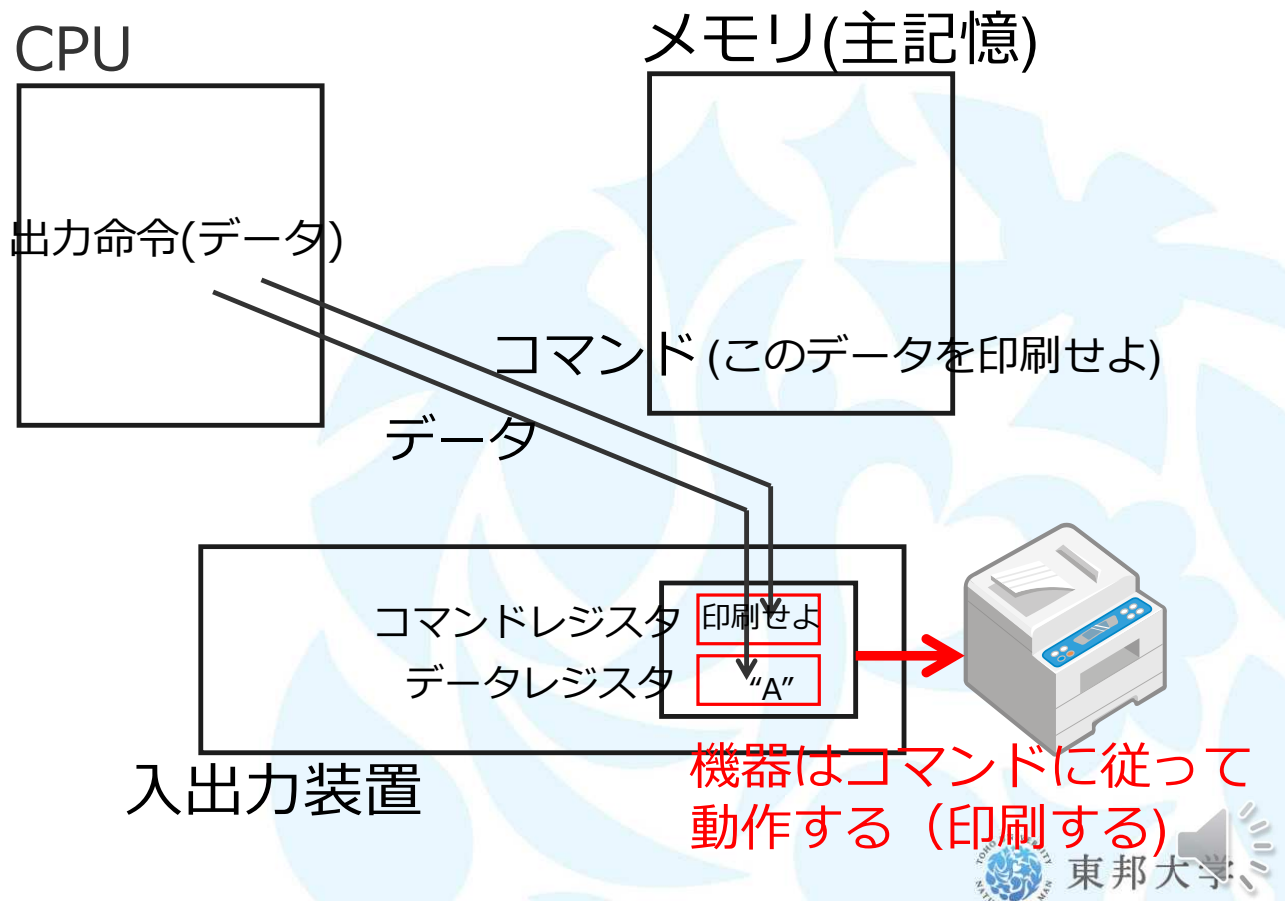 CPU
メモリ(主記憶)
出力命令(データ)
コマンド (このデータを印刷せよ)
データ
コマンドレジスタ 印刷せよ
データレジスタ “A”
入出力装置
機器はコマンドに従って
動作する（印刷する)
東邦大学